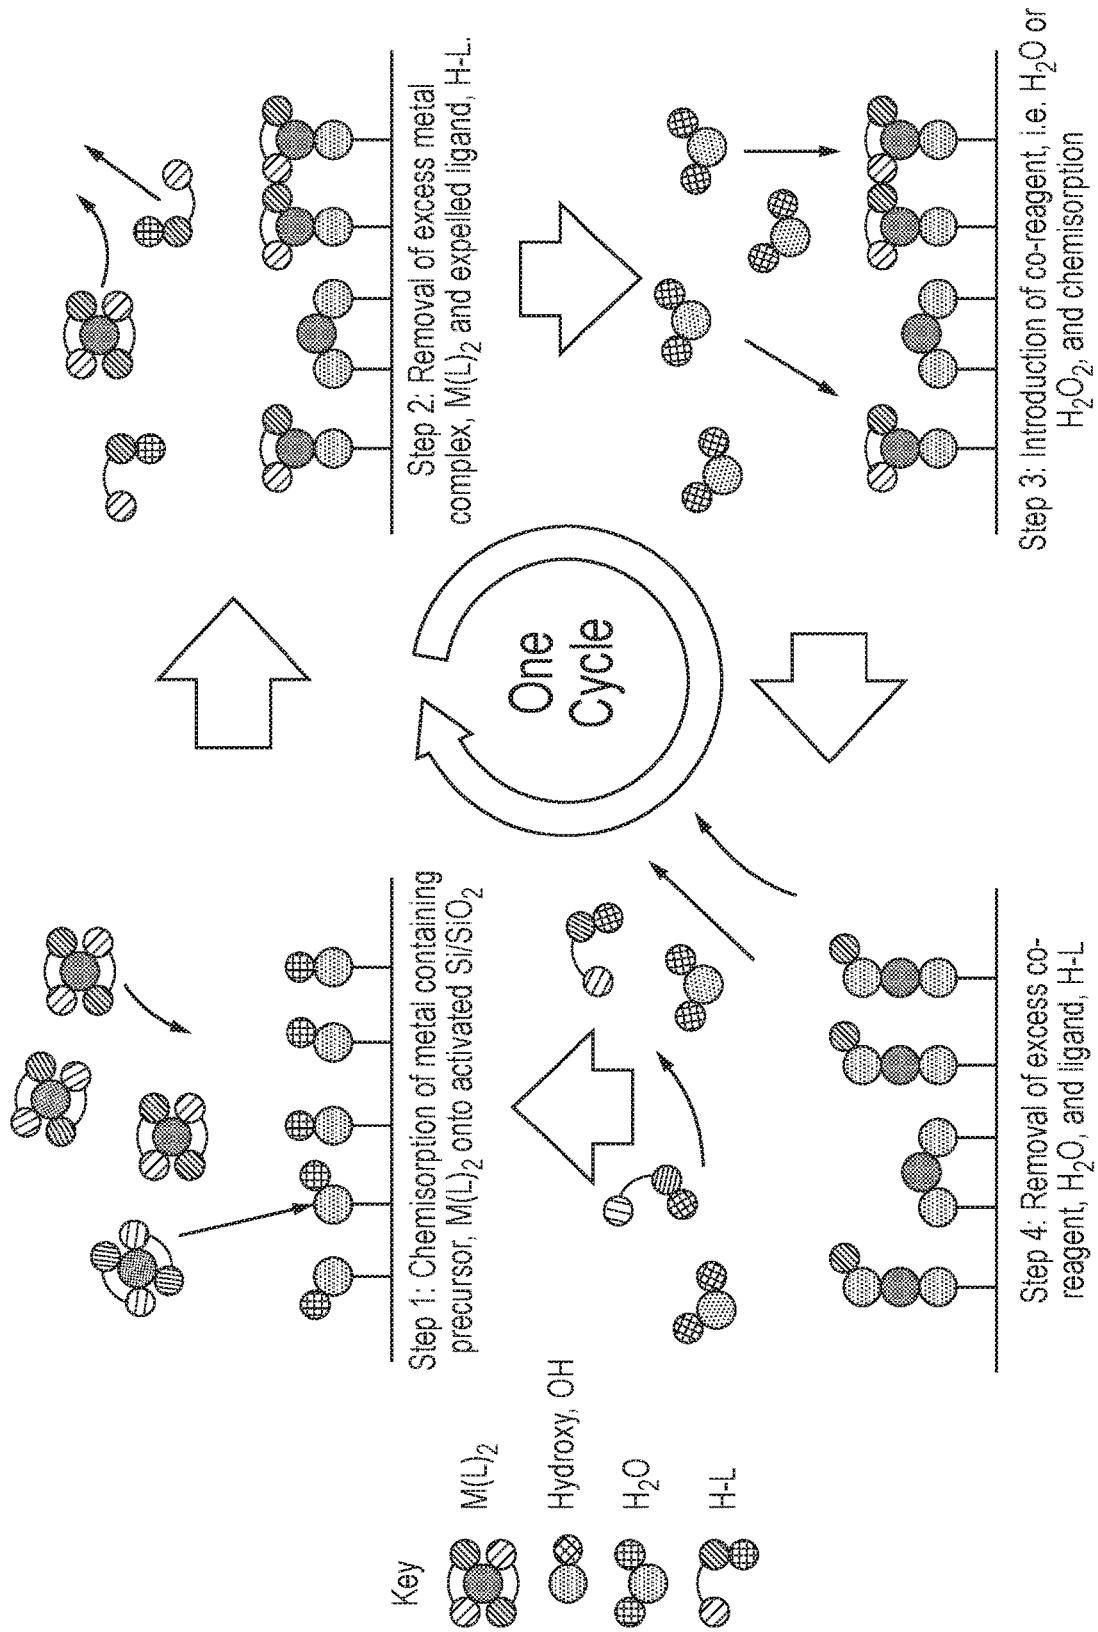 Step 1: Chemisorption of metal containing
precursor, M(L)₂ onto activated Si/SiO₂
Step 2: Removal of excess metal
complex, M(L)₂ and expelled ligand, H-L.
One
Cycle
Key
M(L)₂
Hydroxy, OH
H₂O
H-L
Step 4: Removal of excess co-
reagent, H₂O, and ligand, H-L
Step 3: Introduction of co-reagent, i.e. H₂O or
H₂O₂, and chemisorption